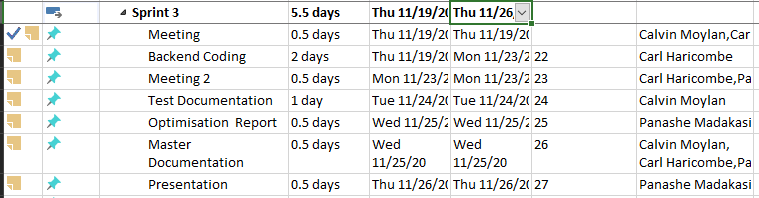 Sprint 3 5.5 days Thu 11/19/20 Thu 11/26/
Meeting 0.5 days Thu 11/19/20 Thu 11/19/20 Calvin Moylan,Car
Backend Coding 2 days Thu 11/19/20 Mon 11/23/2 22 Carl Haricombe
Meeting 2 0.5 days Mon 11/23/2 Mon 11/23/2 23 Carl Haricombe,Pa
Test Documentation 1 day Tue 11/24/20 Tue 11/24/20 24 Calvin Moylan
Optimisation Report 0.5 days Wed 11/25/2 Wed 11/25/2 25 Panashe Madakasi
Master Wed Wed 26 Calvin Moylan,
Documentation 0.5 days 11/25/20 11/25/20 Carl Haricombe,Pa
Presentation 0.5 days Thu 11/26/20 Thu 11/26/20 27 Panashe Madakasi